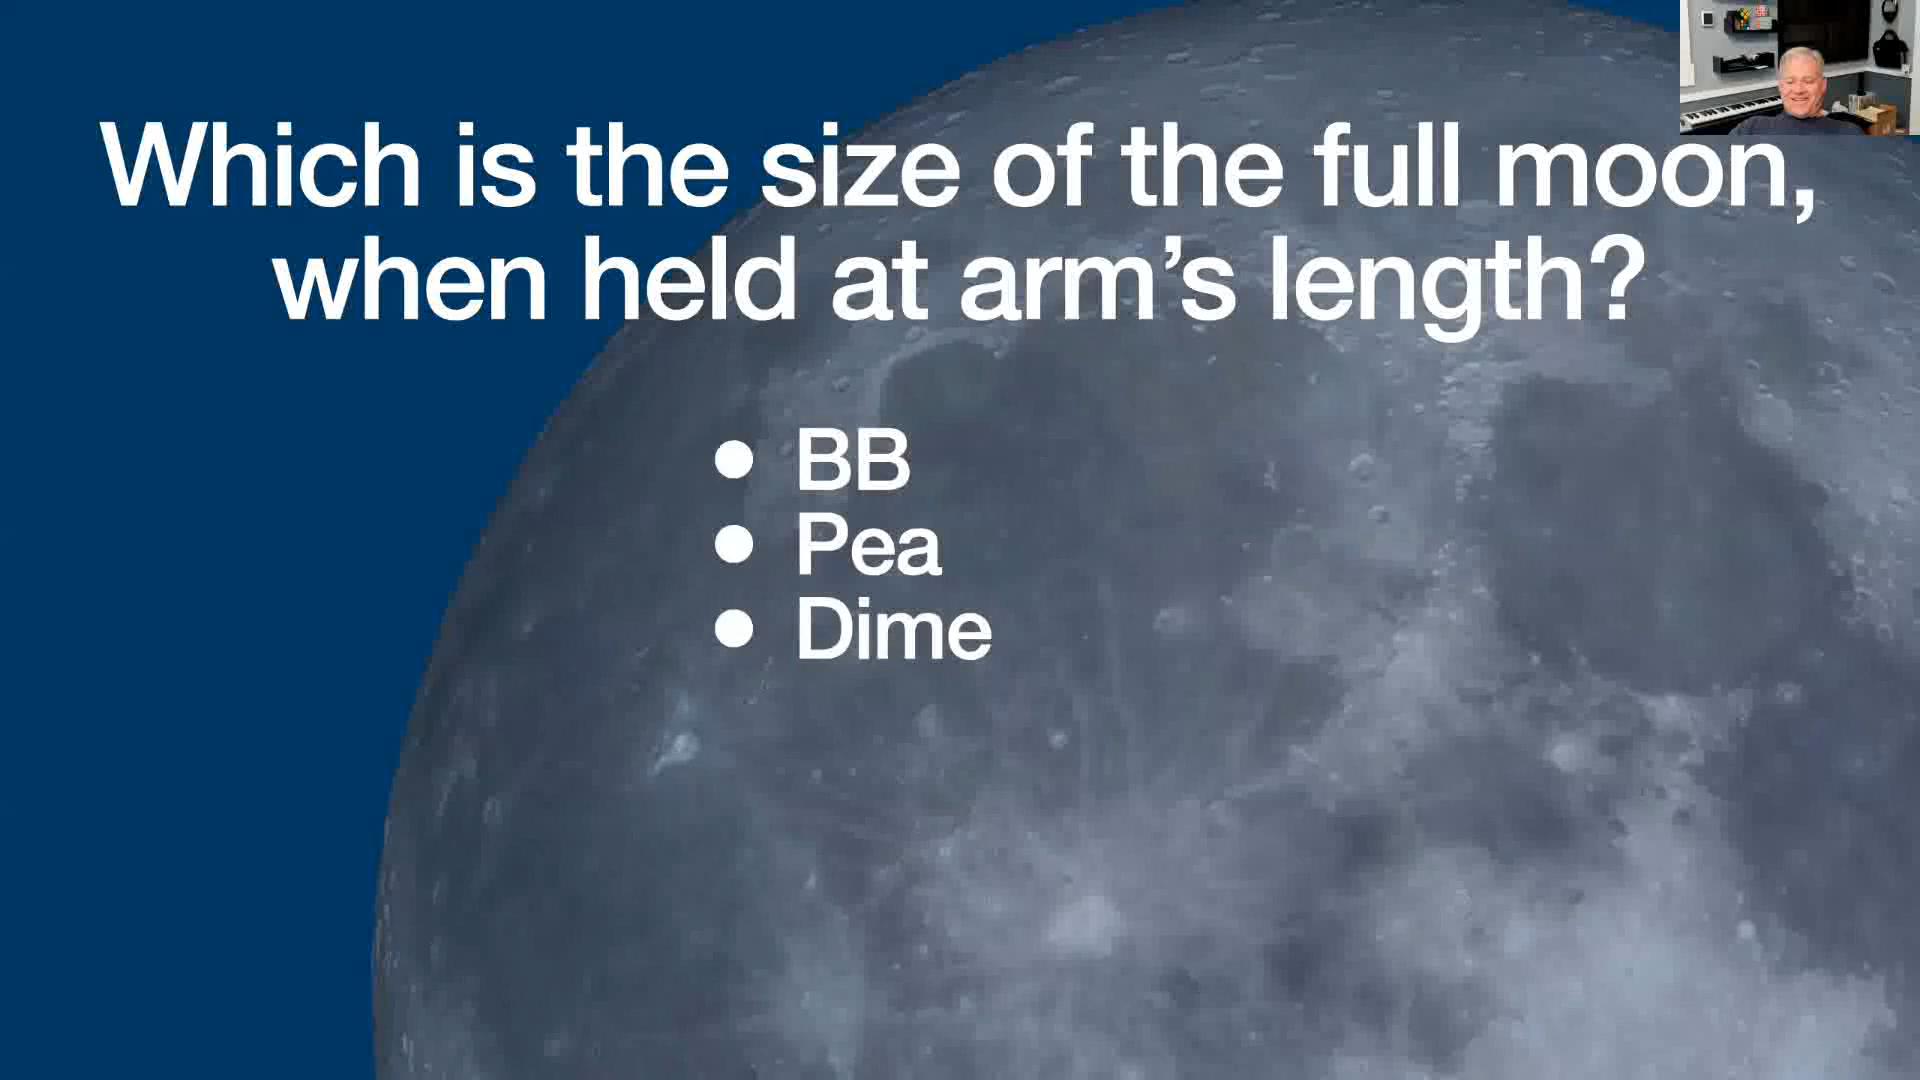 Which is the size of the full moon,
when held at arm’s length?
● BB
● Pea
● Dime